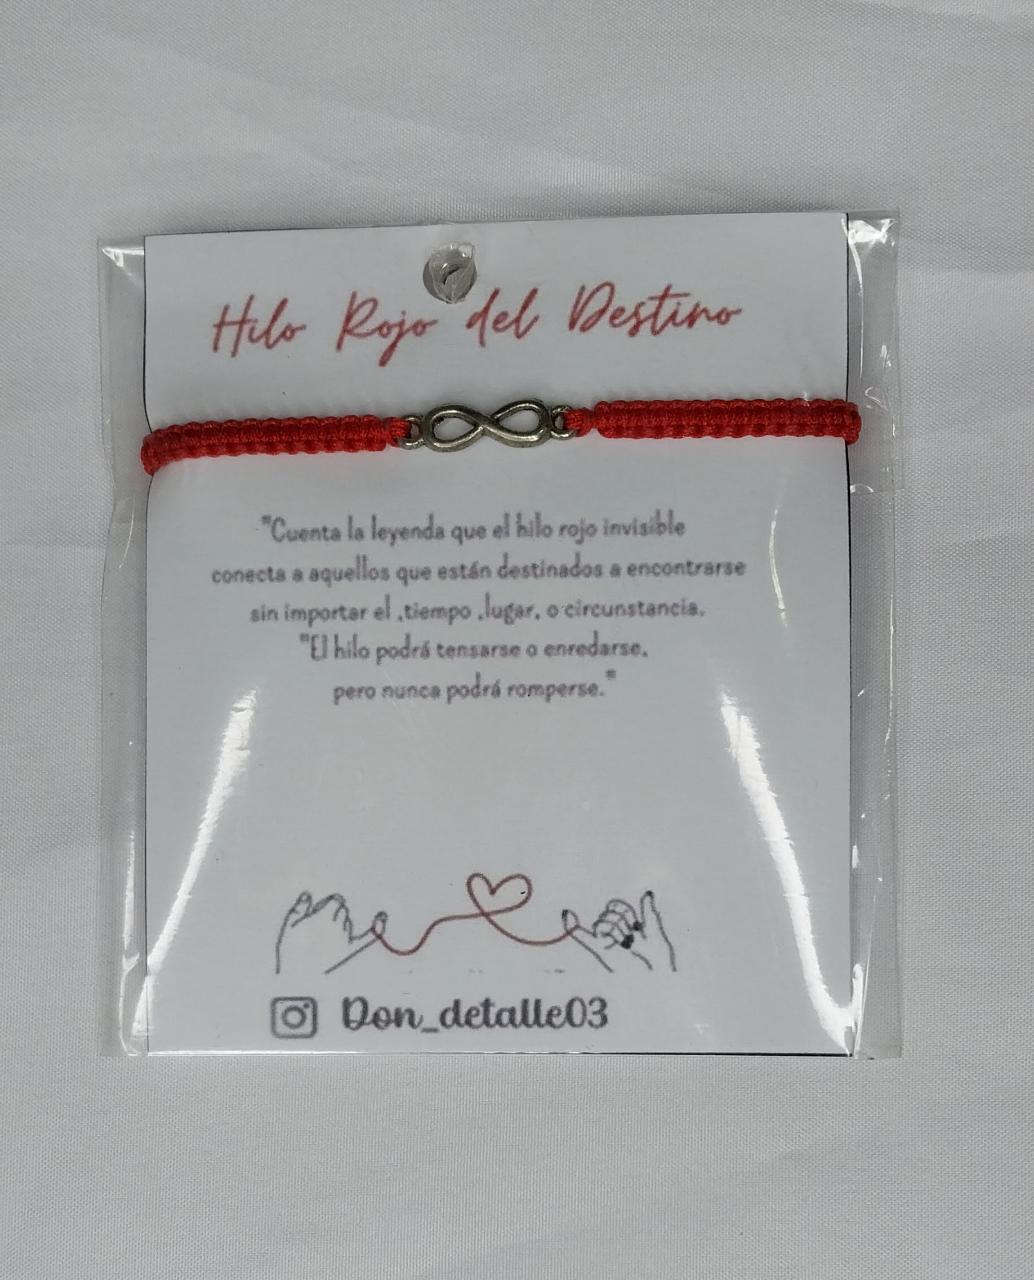 Hilo Rojo del Destino
"Cuenta la leyenda que el hilo rojo invisible
conecta a aquellos que están destinados a encontrarse
sin importar el .tiempo .lugar. o circunstancia.
"El hilo podrá tensarse o enredarse.
pero nunca podrá romperse."
Don_detalle03